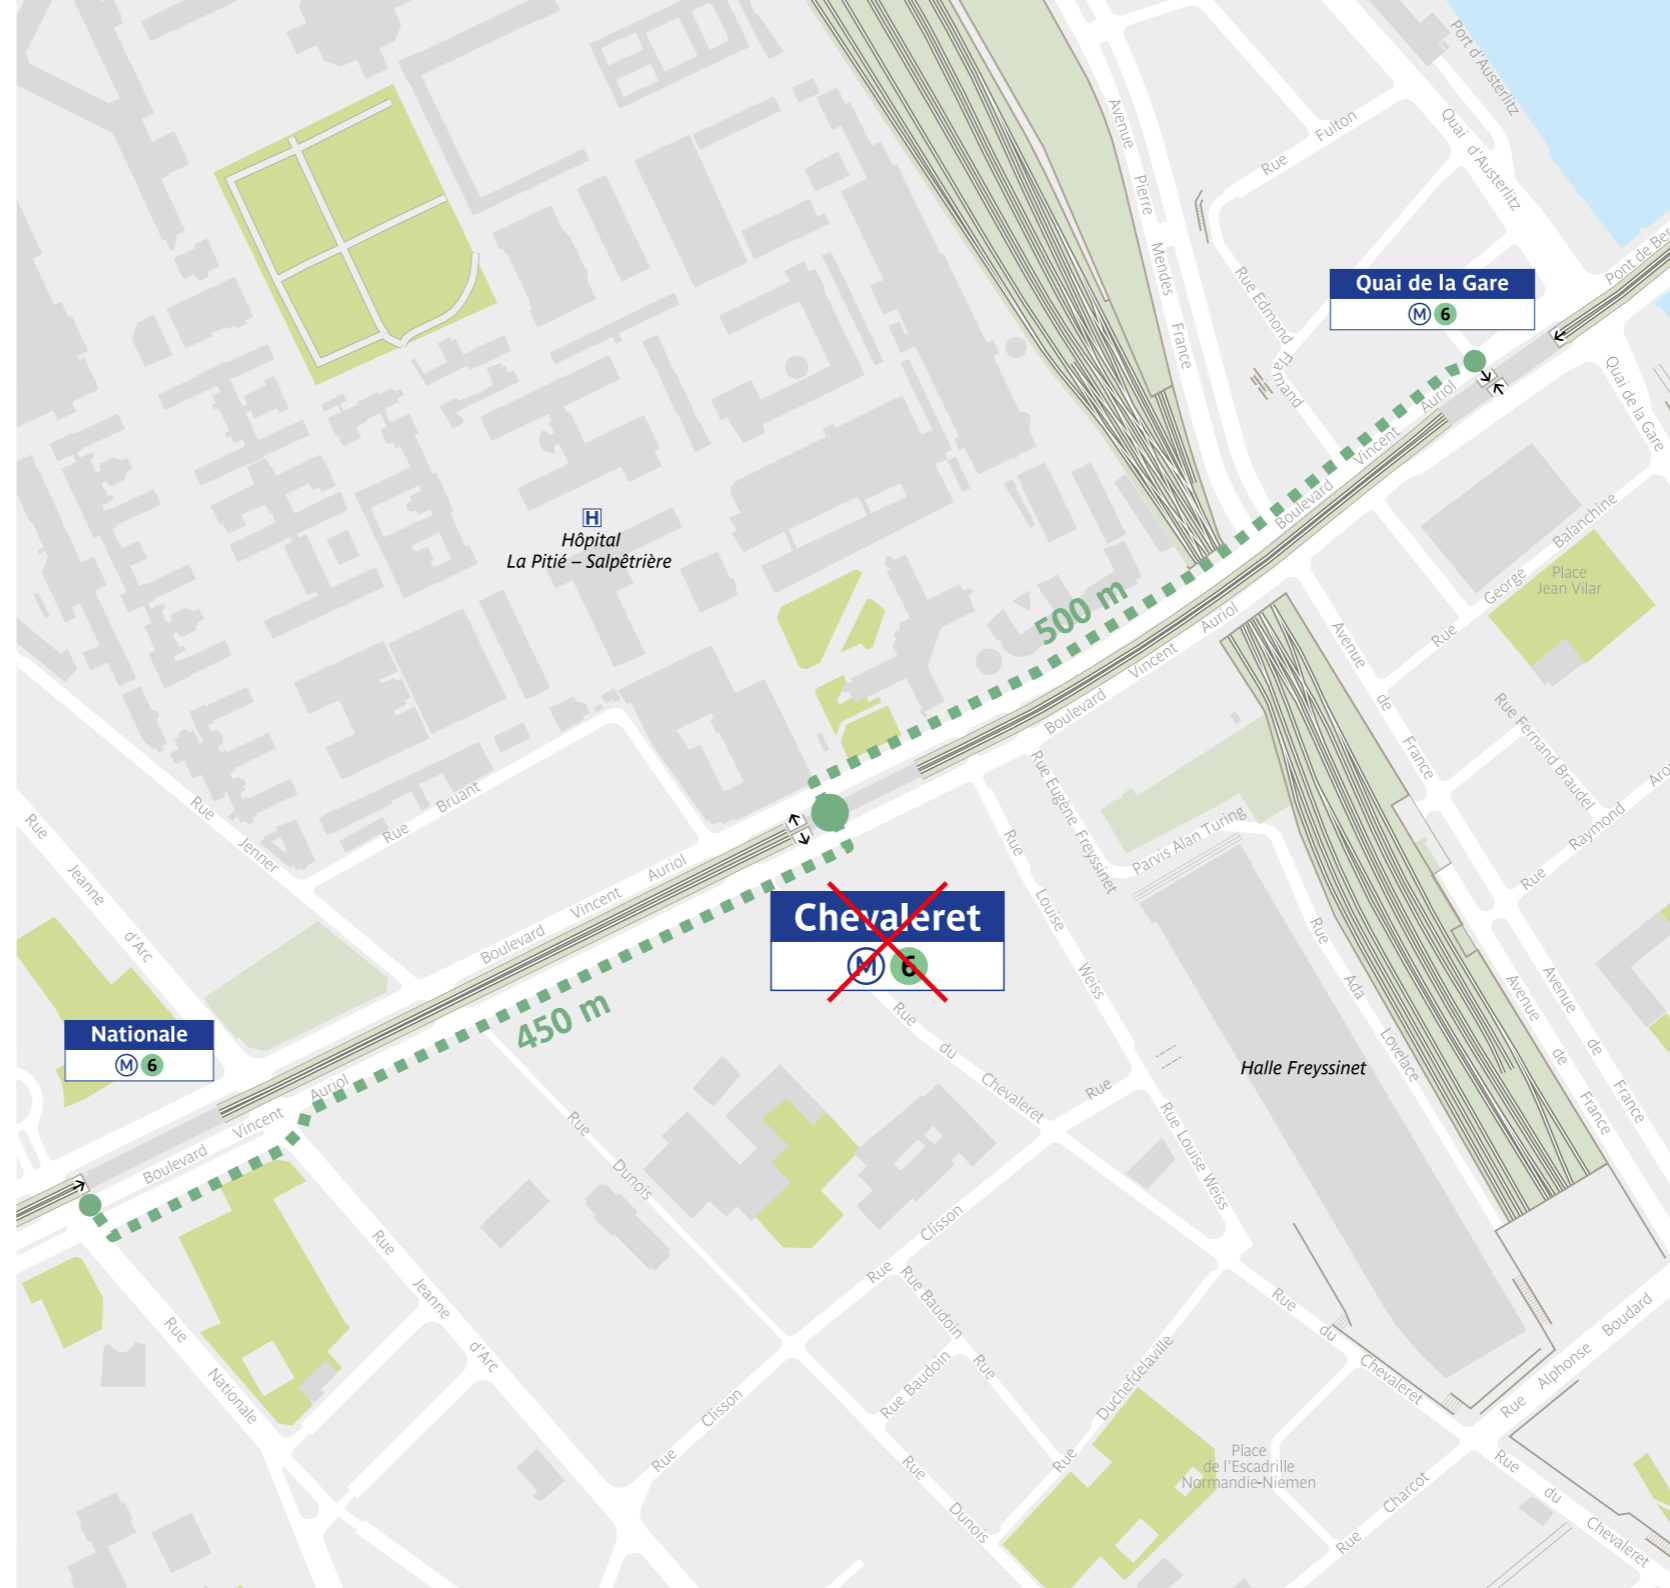 Port d'Austerlitz
Quai d'Austerlitz
Rue Fulton
Avenue Pierre Mendes France
Rue Edmond Flamand
Pont de Ber
Quai de la Gare
M 6
Quai de la Gare
Boulevard Vincent Auriol
H
Hôpital
La Pitié – Salpêtrière
500 m
Rue George Balanchine
Place
Jean Vilar
Boulevard Vincent Auriol
Avenue de France
Rue Fernand Braudel
Rue Raymond Aro
Rue Eugène Freyssinet
Parvis Alan Turing
Rue Bruant
Rue Jenner
Rue Jeanne d'Arc
Boulevard Vincent Auriol
Chevaleret
M 6
450 m
Rue Louise Weiss
Rue Ada Lovelace
Avenue de France
Avenue de France
Nationale
M 6
Halle Freyssinet
Boulevard Vincent Auriol
Rue du Chevaleret
Rue Louise Weiss
Rue Dunois
Rue Clisson
Rue
Rue Jeanne d'Arc
Rue Nationale
Rue Baudoin
Rue
Rue Baudoin
Rue Duchefdelaville
Rue du Chevaleret
Rue Alphonse Boudard
Rue Clisson
Rue Dunois
Place
de l'Escadrille
Normandie-Niemen
Rue Charcot
Rue du Chevaleret